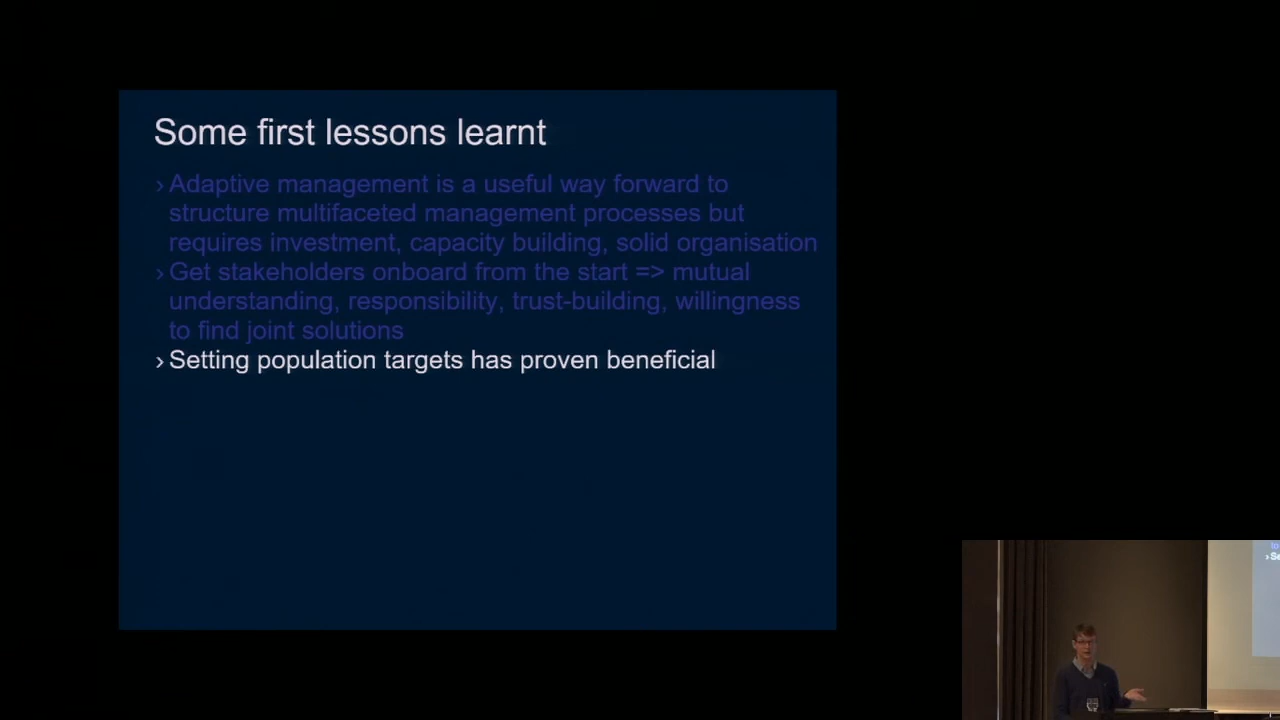 Some first lessons learnt
› Adaptive management is a useful way forward to
structure multifaceted management processes but
requires investment, capacity building, solid organisation
› Get stakeholders onboard from the start => mutual
understanding, responsibility, trust-building, willingness
to find joint solutions
› Setting population targets has proven beneficial
to
› Se